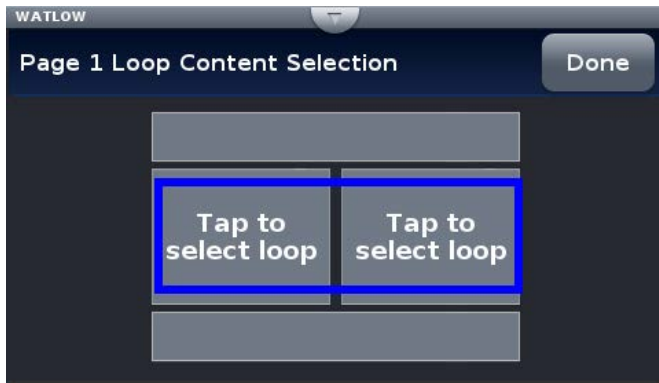 WATLOW
Page 1 Loop Content Selection
Done
Tap to
select loop
Tap to
select loop